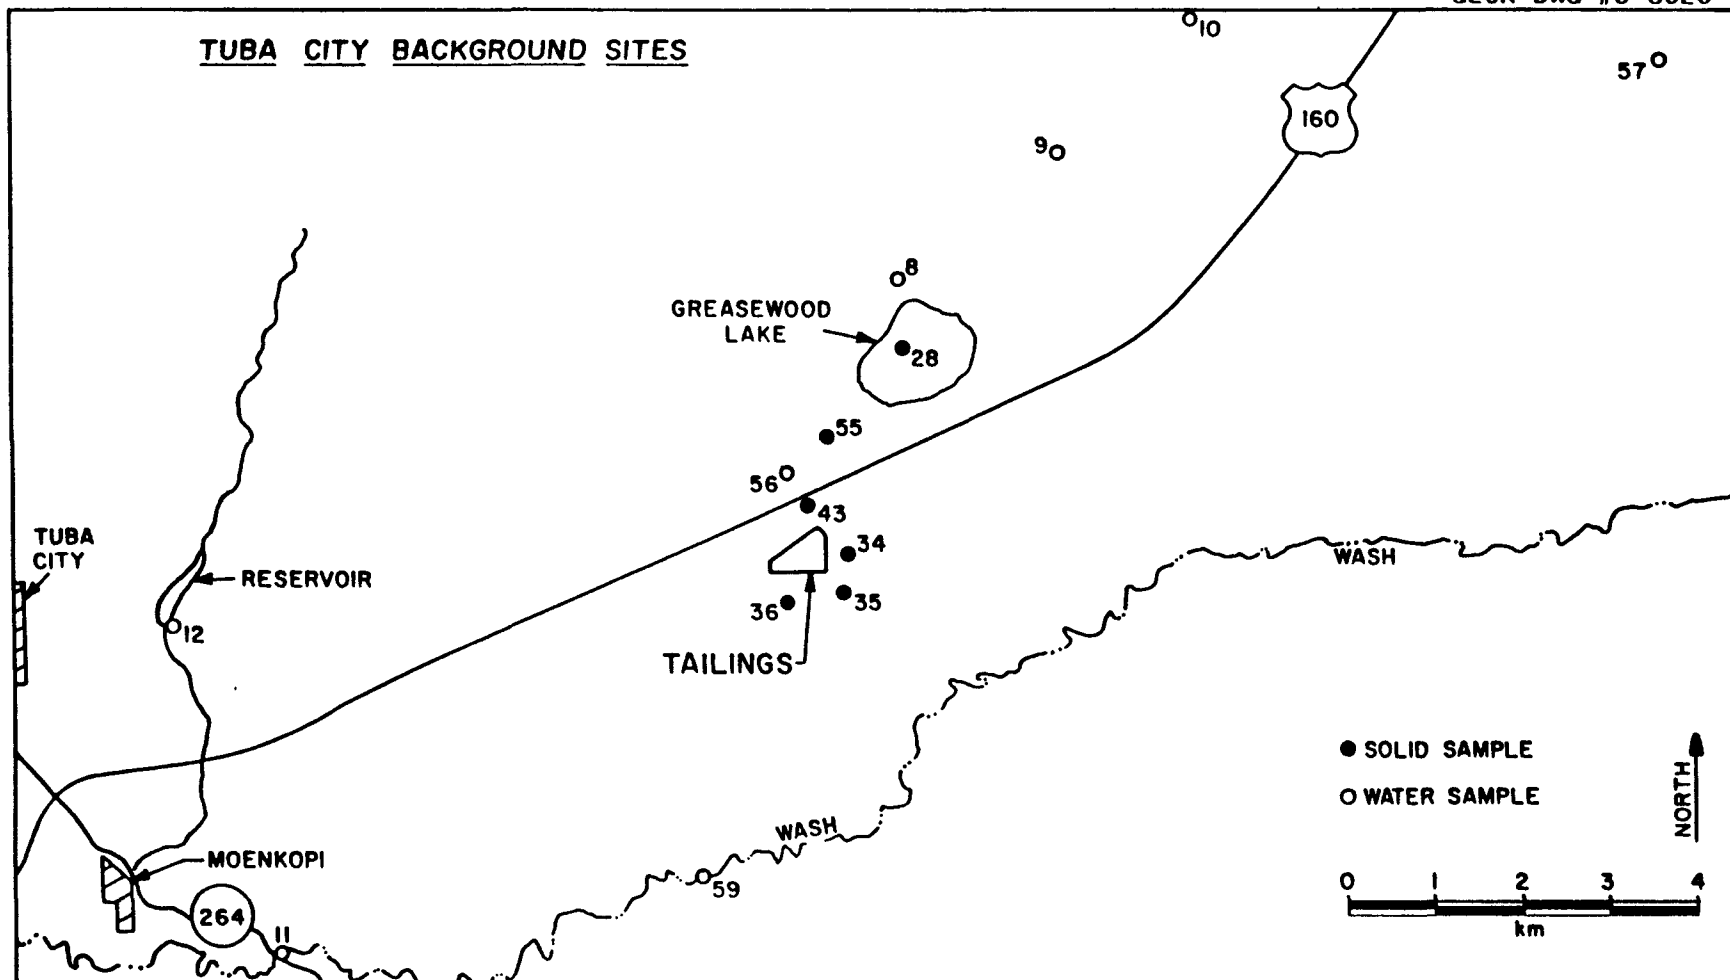 TUBA CITY BACKGROUND SITES
10
57
160
9
8
GREASEWOOD
LAKE
28
55
56
43
TUBA
CITY
34
WASH
RESERVOIR
36
35
12
TAILINGS
SOLID SAMPLE
WATER SAMPLE
NORTH
WASH
MOENKOPI
59
0 1 2 3 4
km
264
11